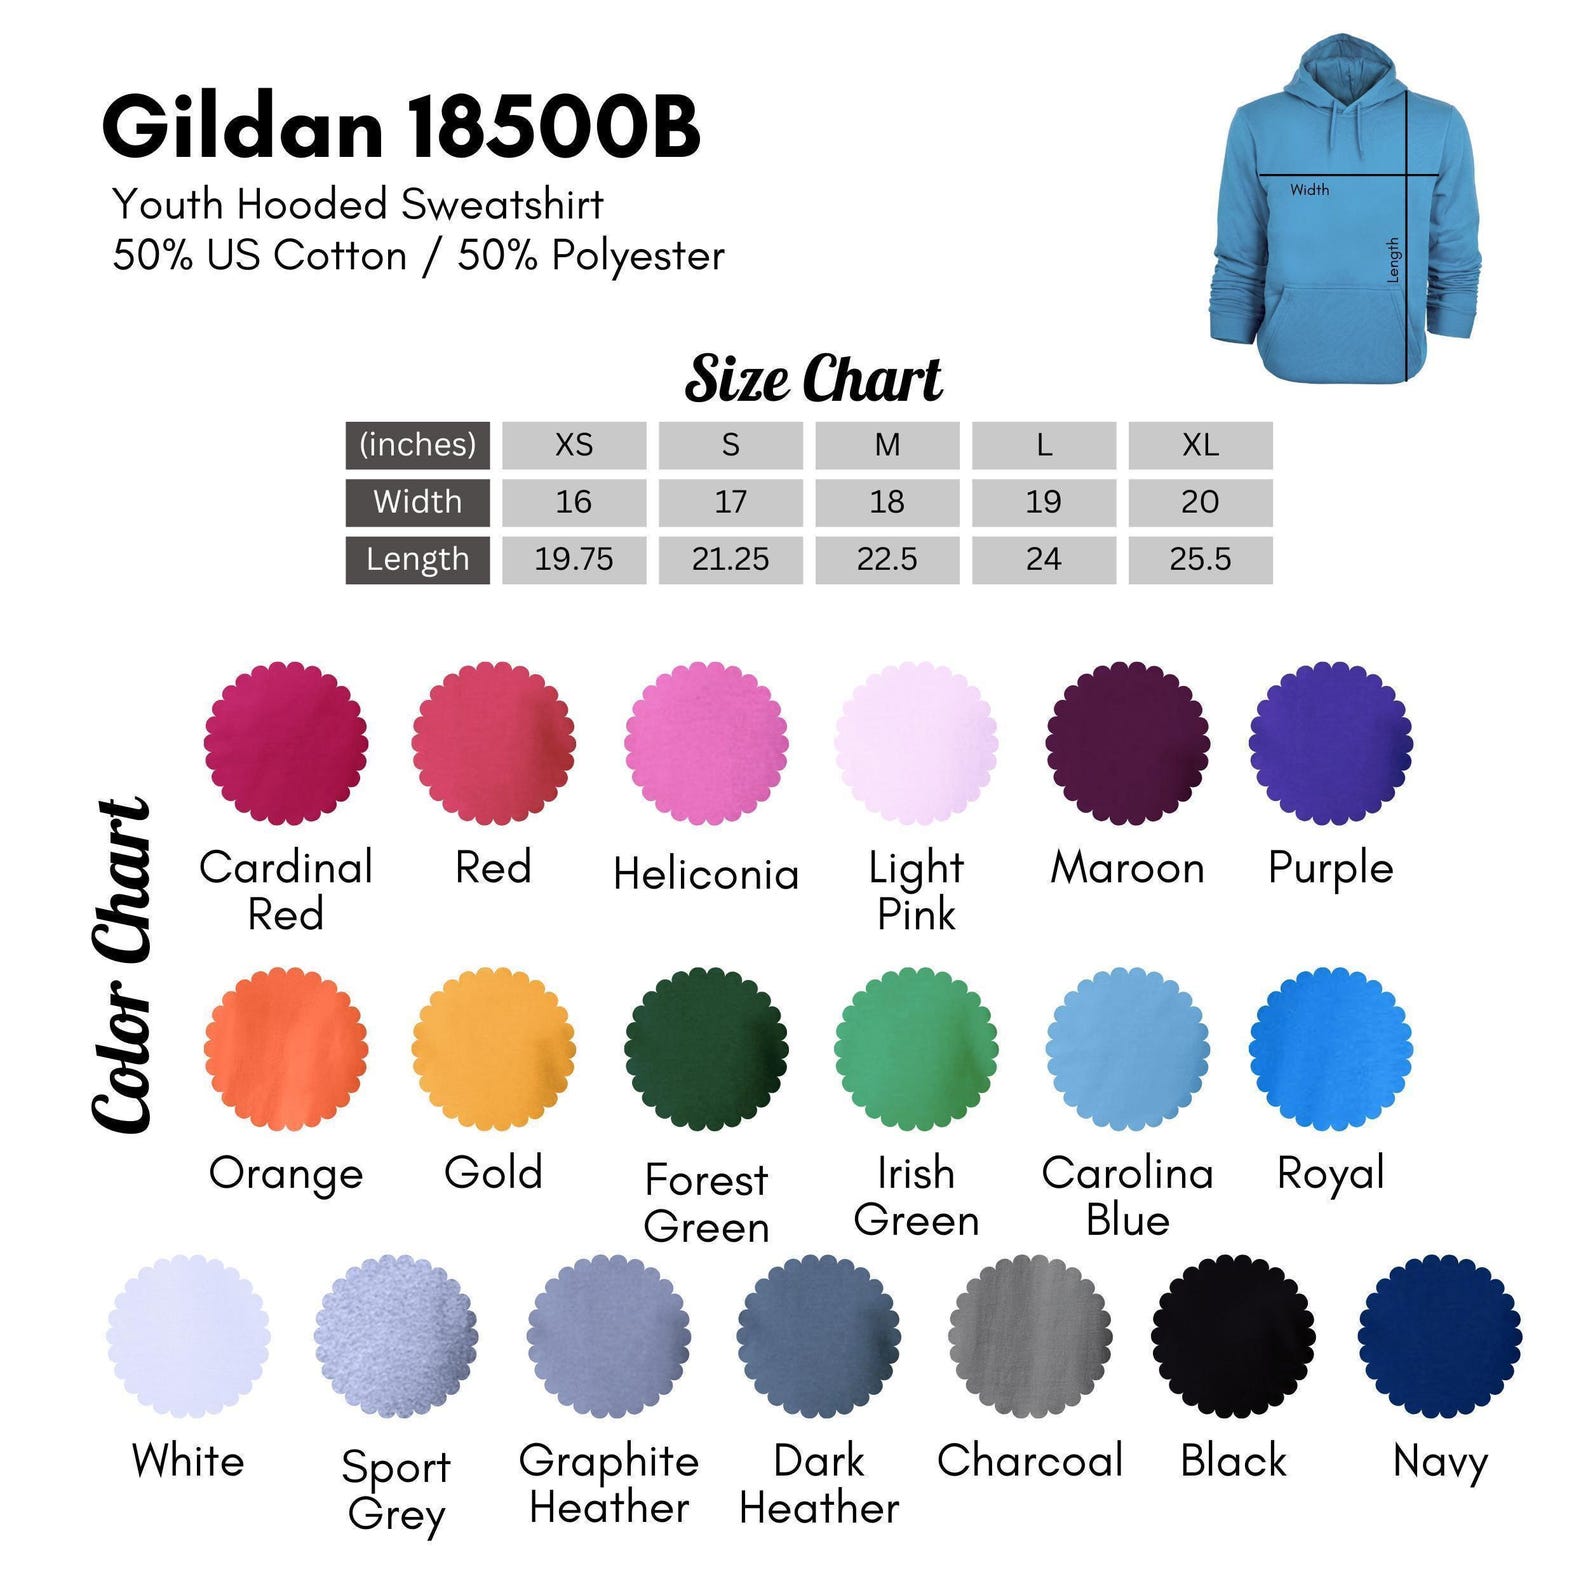 Gildan 18500B
Youth Hooded Sweatshirt
50% US Cotton / 50% Polyester
Width
Length
Size Chart
(inches) XS S M L XL
Width 16 17 18 19 20
Length 19.75 21.25 22.5 24 25.5
Color Chart
Cardinal Red Heliconia Light Maroon Purple
Red Pink
Orange Gold Forest Irish Carolina Royal
Green Green Blue
White Sport Graphite Dark Charcoal Black Navy
Grey Heather Heather